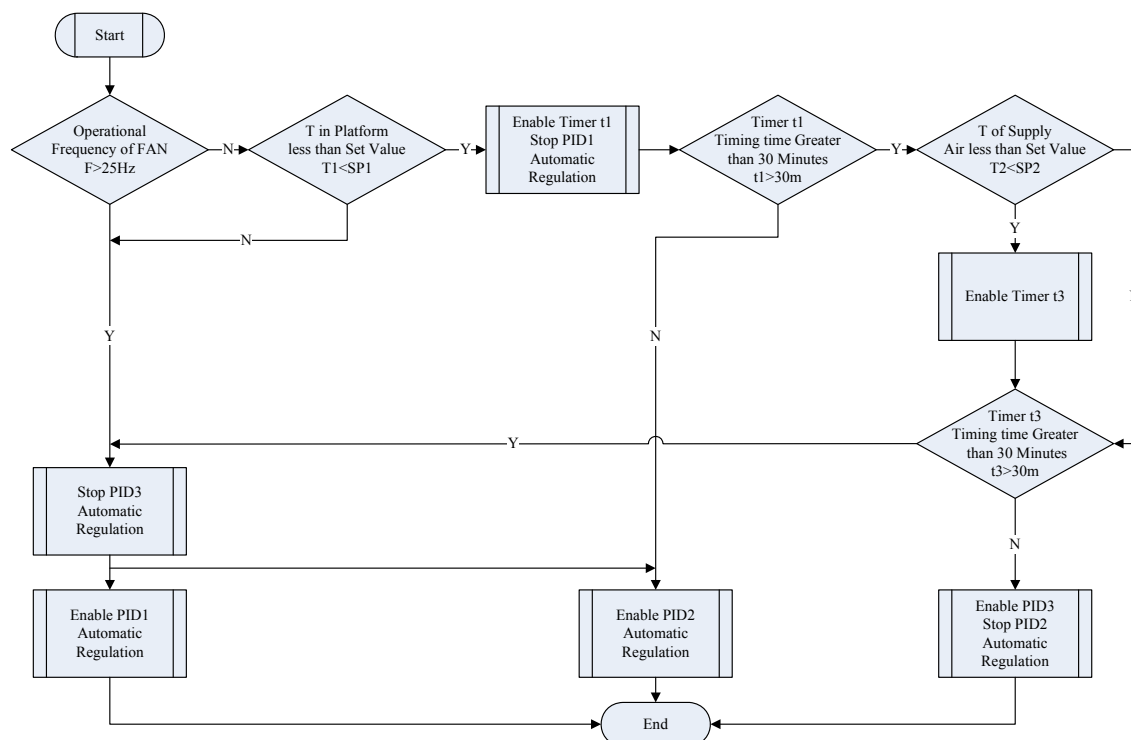 Start
Operational
Frequency of FAN
F>25Hz
N
T in Platform
less than Set Value
T1<SP1
Y
Enable Timer t1
Stop PID1
Automatic
Regulation
Timer t1
Timing time Greater
than 30 Minutes
t1>30m
Y
T of Supply
Air less than Set Value
T2<SP2
N
Y
Enable Timer t3
Y
N
Timer t3
Timing time Greater
than 30 Minutes
t3>30m
Y
Stop PID3
Automatic
Regulation
N
Enable PID1
Automatic
Regulation
Enable PID2
Automatic
Regulation
Enable PID3
Stop PID2
Automatic
Regulation
End